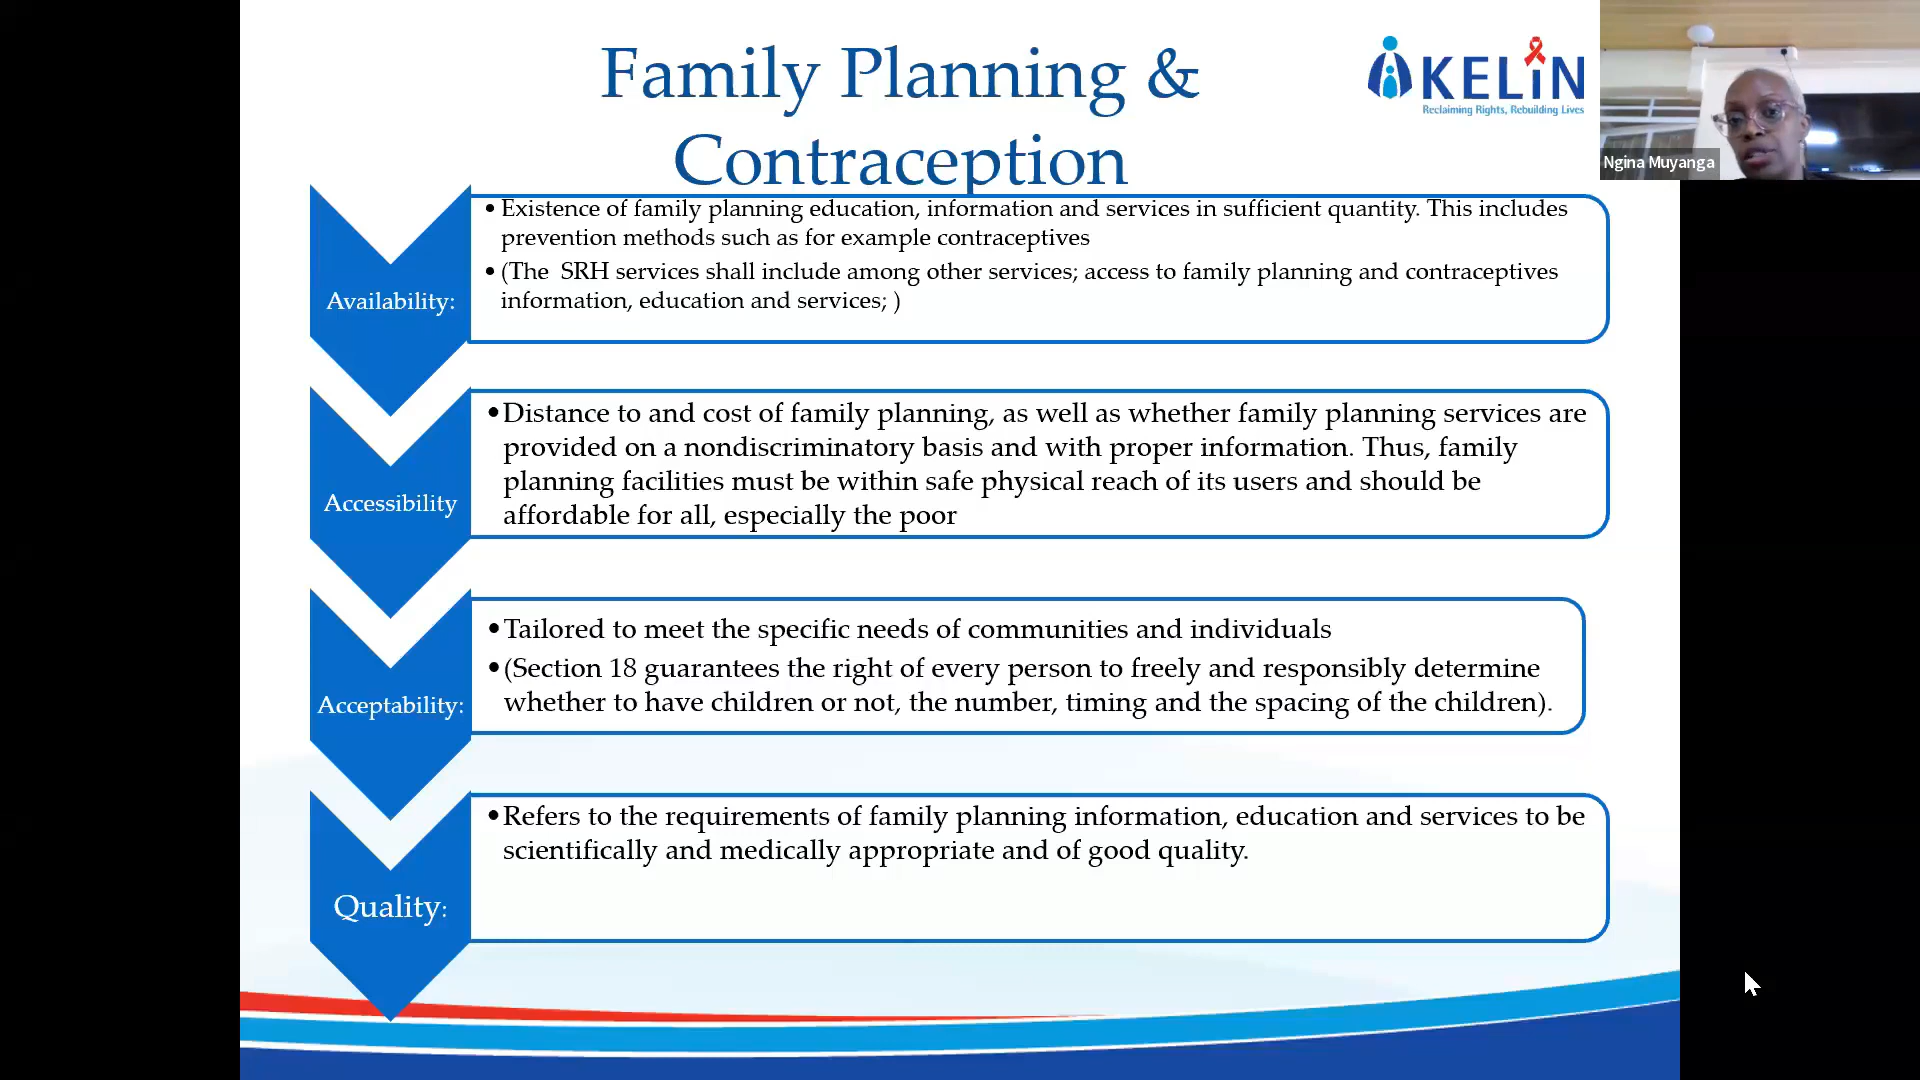 Family Planning &
Contraception
KELIN
Reclaiming Rights, Rebuilding Lives
Ngina Muyanga
Availability:
• Existence of family planning education, information and services in sufficient quantity. This includes
prevention methods such as for example contraceptives
• (The SRH services shall include among other services; access to family planning and contraceptives
information, education and services; )
Accessibility
• Distance to and cost of family planning, as well as whether family planning services are
provided on a nondiscriminatory basis and with proper information. Thus, family
planning facilities must be within safe physical reach of its users and should be
affordable for all, especially the poor
Acceptability:
• Tailored to meet the specific needs of communities and individuals
• (Section 18 guarantees the right of every person to freely and responsibly determine
whether to have children or not, the number, timing and the spacing of the children).
Quality:
• Refers to the requirements of family planning information, education and services to be
scientifically and medically appropriate and of good quality.